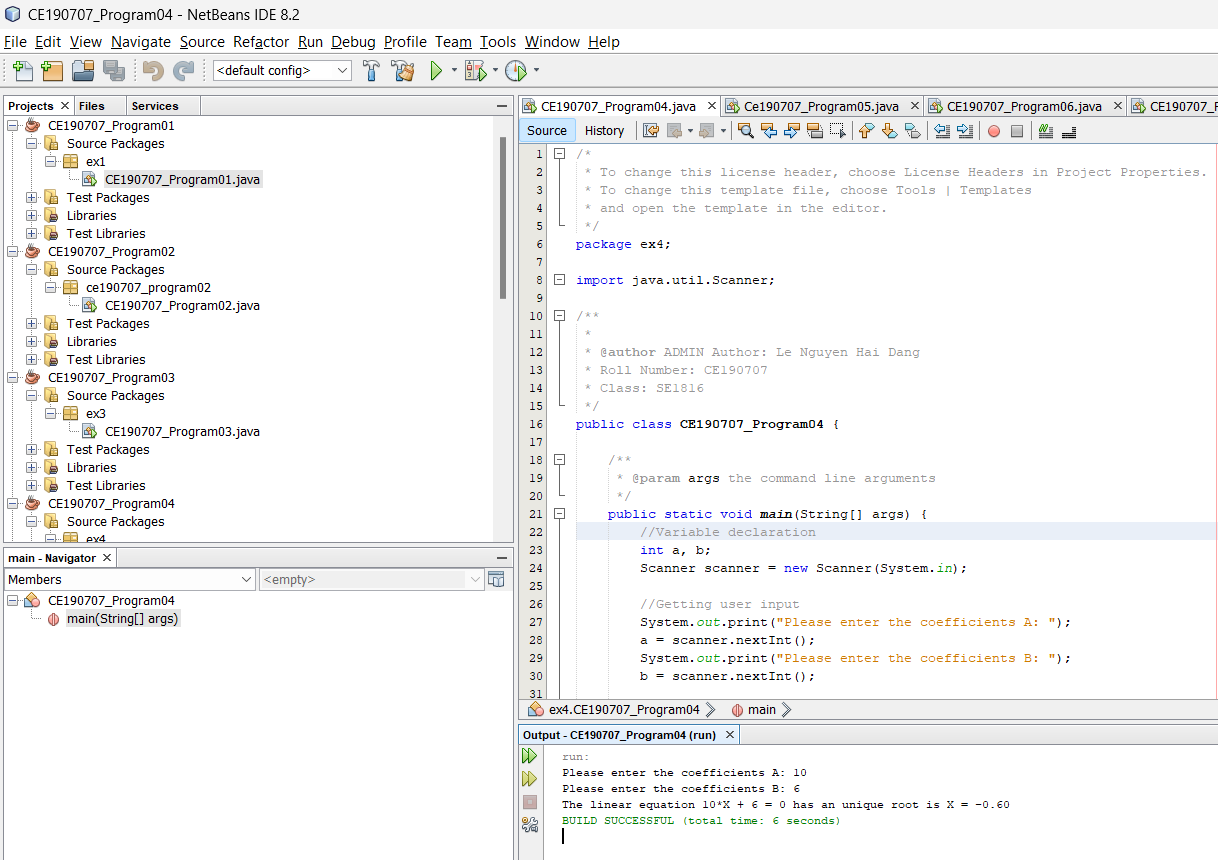 CE190707_Program04 - NetBeans IDE 8.2
File Edit View Navigate Source Refactor Run Debug Profile Team Tools Window Help
<default config>
Projects Files Services
CE190707_Program01
Source Packages
ex1
CE190707_Program01.java
Test Packages
Libraries
Test Libraries
CE190707_Program02
Source Packages
ce190707_program02
CE190707_Program02.java
Test Packages
Libraries
Test Libraries
CE190707_Program03
Source Packages
ex3
CE190707_Program03.java
Test Packages
Libraries
Test Libraries
CE190707_Program04
Source Packages
ex4
main - Navigator
Members <empty>
CE190707_Program04
main(String[] args)
CE190707_Program04.java Ce190707_Program05.java CE190707_Program06.java CE190707_F
Source History
1 /*
2 * To change this license header, choose License Headers in Project Properties.
3 * To change this template file, choose Tools | Templates
4 * and open the template in the editor.
5 */
6 package ex4;
7
8 import java.util.Scanner;
9
10 /**
11 *
12 * @author ADMIN Author: Le Nguyen Hai Dang
13 * Roll Number: CE190707
14 * Class: SE1816
15 */
16 public class CE190707_Program04 {
17
18 /**
19 * @param args the command line arguments
20 */
21 public static void main(String[] args) {
22 //Variable declaration
23 int a, b;
24 Scanner scanner = new Scanner(System.in);
25
26 //Getting user input
27 System.out.print("Please enter the coefficients A: ");
28 a = scanner.nextInt();
29 System.out.print("Please enter the coefficients B: ");
30 b = scanner.nextInt();
31
ex4.CE190707_Program04 main
Output - CE190707_Program04 (run)
run:
Please enter the coefficients A: 10
Please enter the coefficients B: 6
The linear equation 10*X + 6 = 0 has an unique root is X = -0.60
BUILD SUCCESSFUL (total time: 6 seconds)